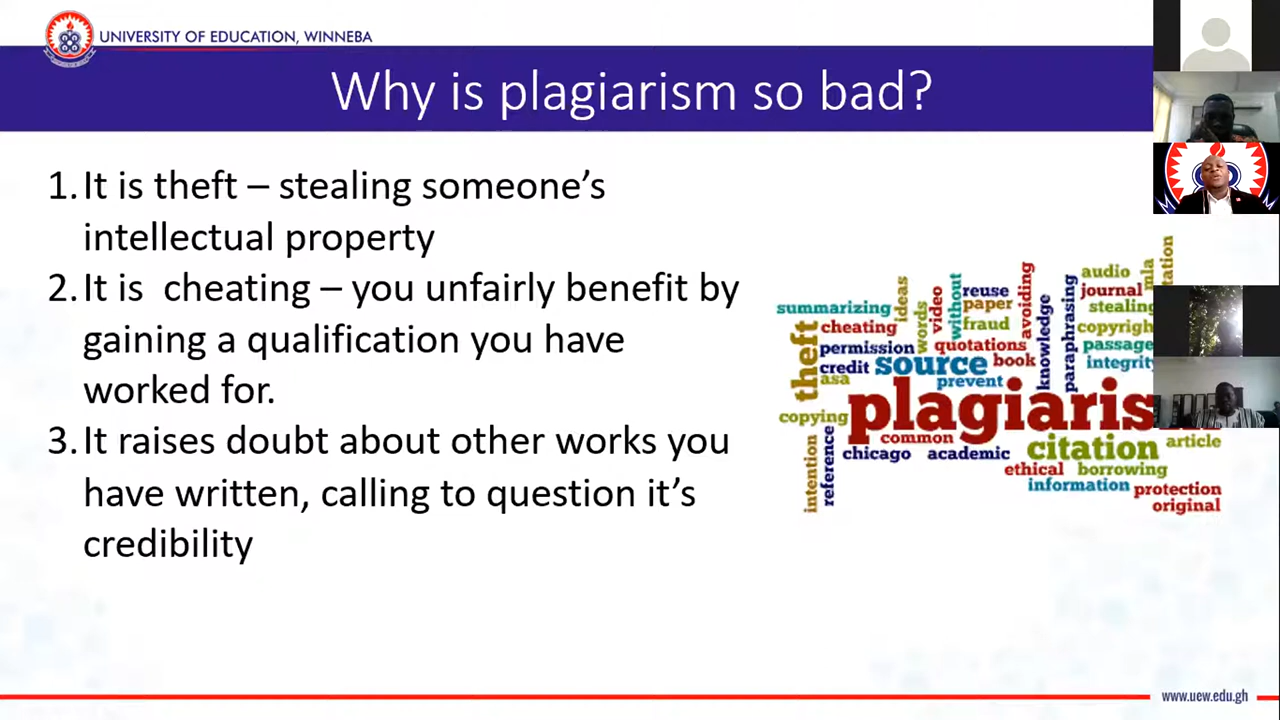 UNIVERSITY OF EDUCATION, WINNEBA
Why is plagiarism so bad?
1. It is theft – stealing someone's
intellectual property
2. It is  cheating – you unfairly benefit by
gaining a qualification you have
worked for.
3. It raises doubt about other works you
have written, calling to question it's
credibility
summarizing
ideas
words
video
without
reuse
paper
fraud
avoiding
knowledge
paraphrasing
audio
journal
mla
stealing
cheating
permission
theft
quotations
credit
source
book
asa
prevent
integrity
copying
common
citation
article
chicago
academic
ethical
borrowing
intention
reference
information
protection
original
www.uew.edu.gh